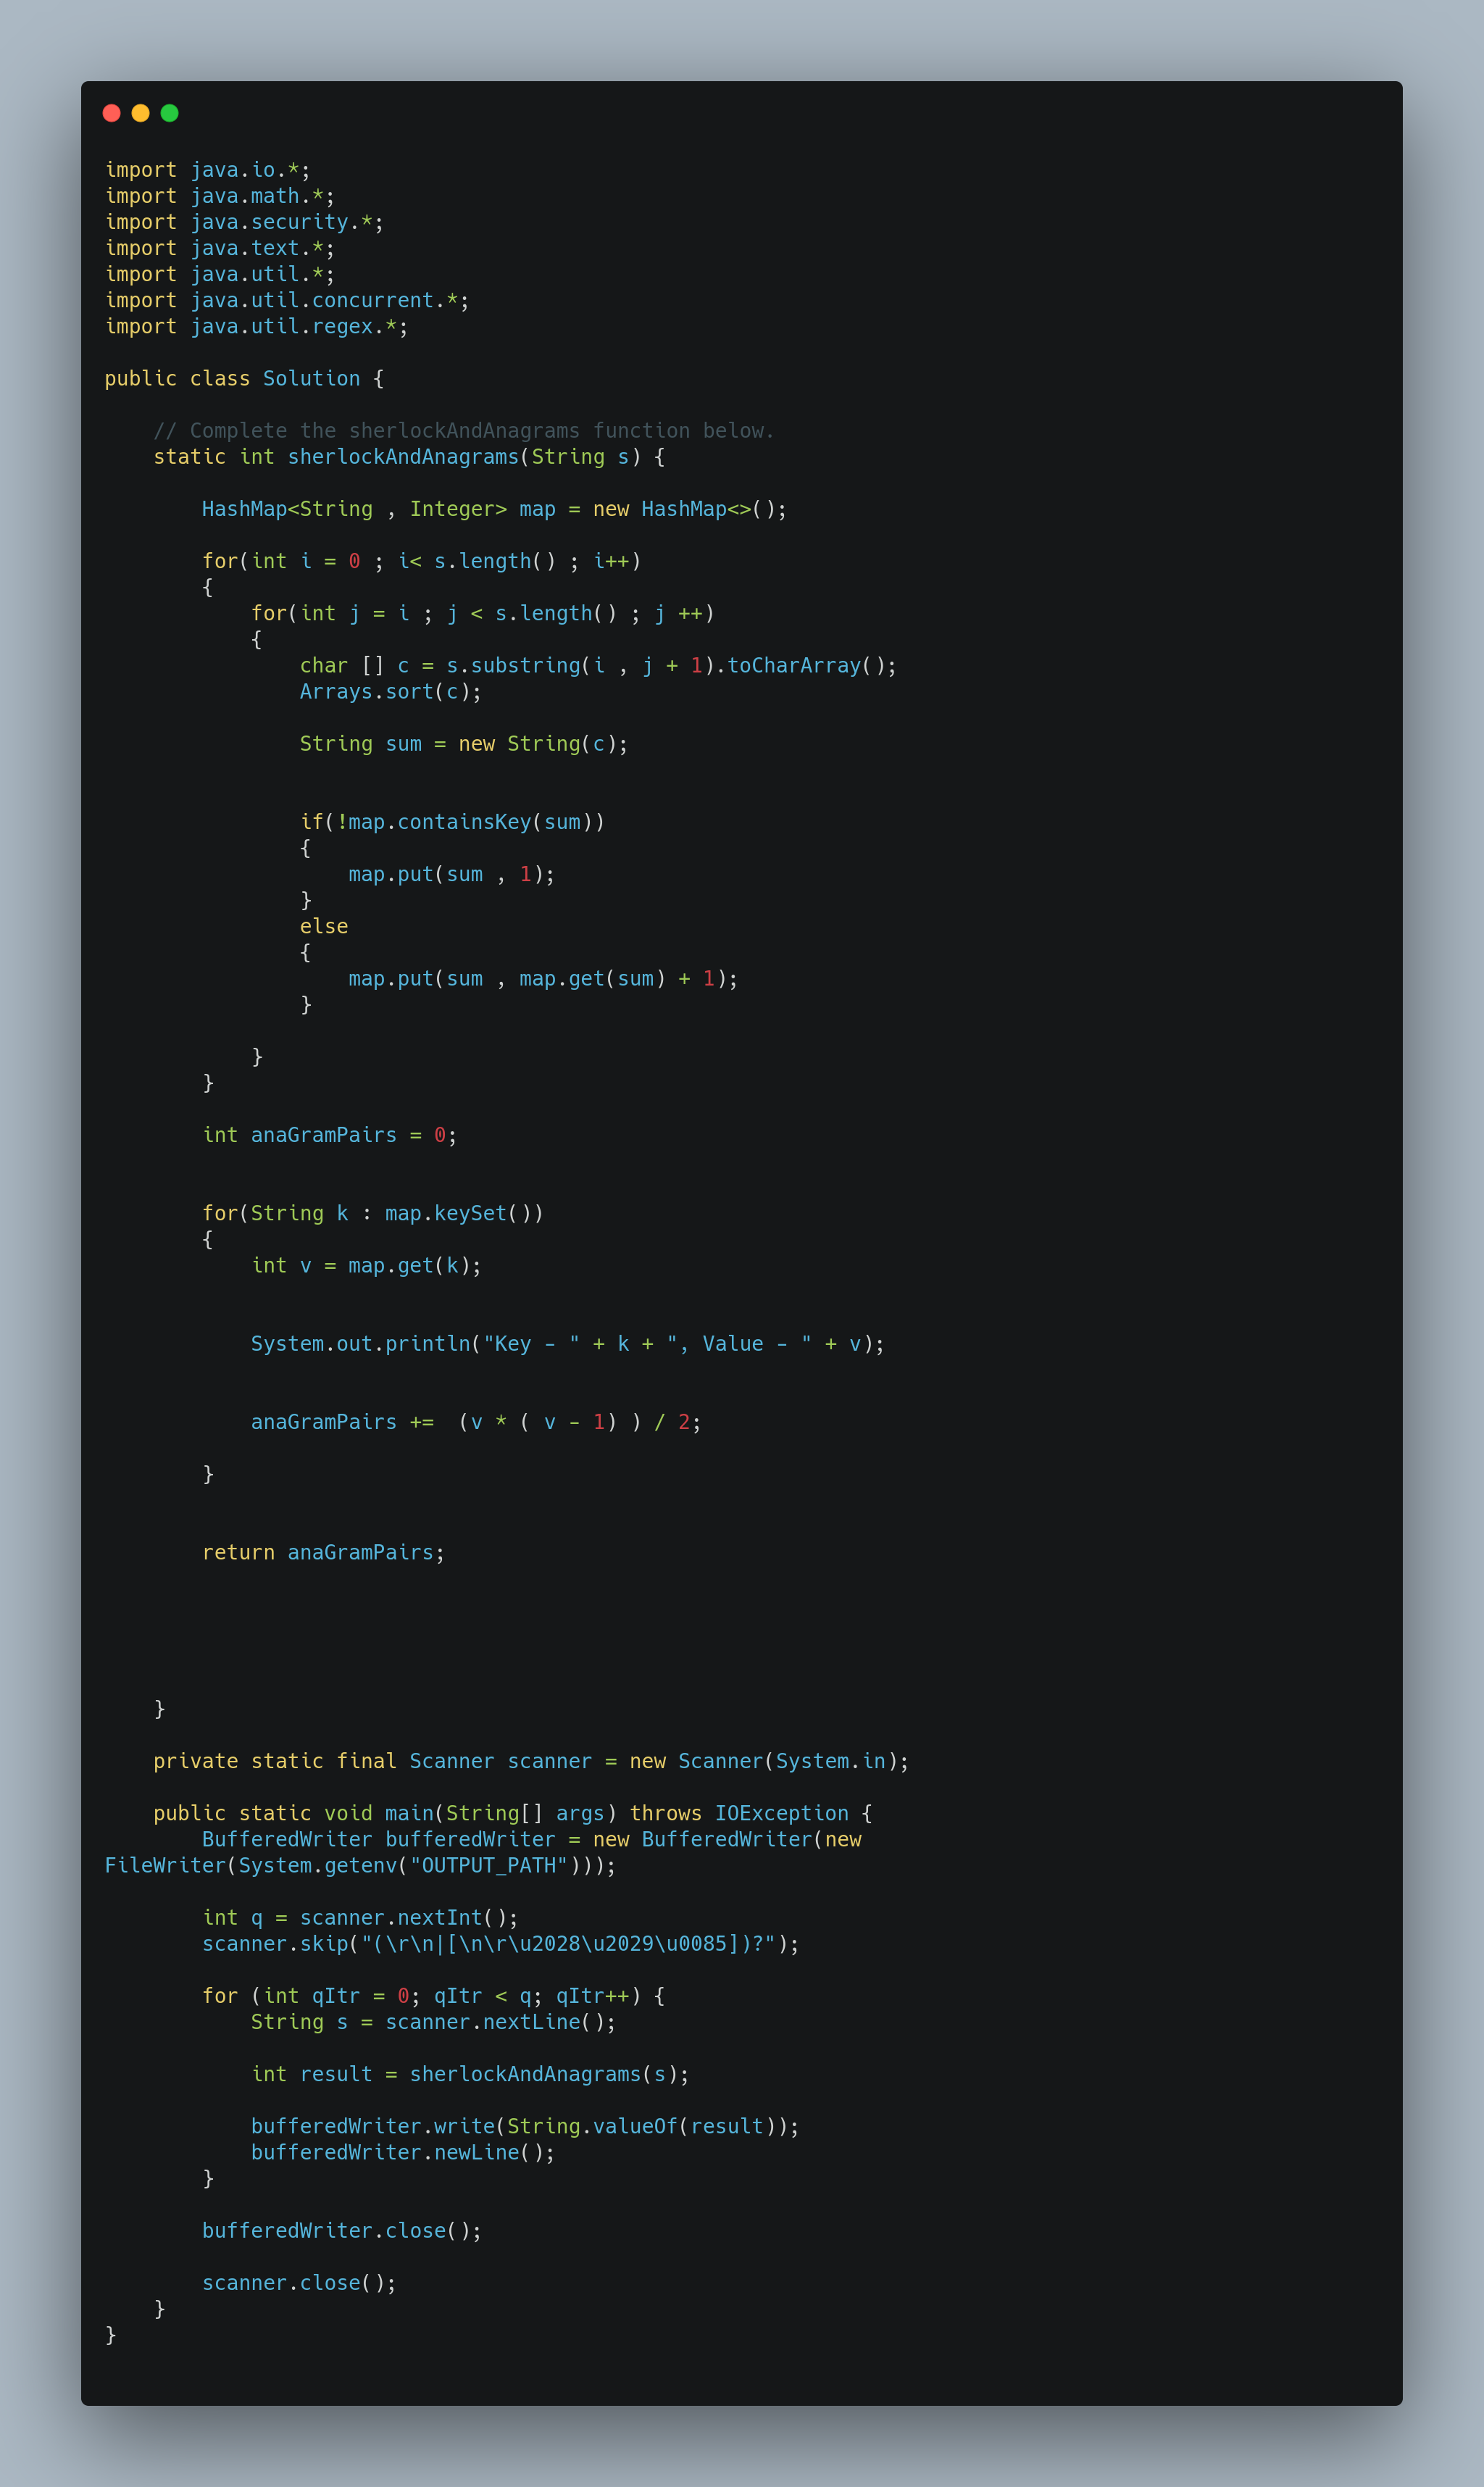 import java.io.*;
import java.math.*;
import java.security.*;
import java.text.*;
import java.util.*;
import java.util.concurrent.*;
import java.util.regex.*;

public class Solution {

    // Complete the sherlockAndAnagrams function below.
    static int sherlockAndAnagrams(String s) {

        HashMap<String , Integer> map = new HashMap<>();

        for(int i = 0 ; i< s.length() ; i++)
        {
            for(int j = i ; j < s.length() ; j ++)
            {
                char [] c = s.substring(i , j + 1).toCharArray();
                Arrays.sort(c);

                String sum = new String(c);


                if(!map.containsKey(sum))
                {
                    map.put(sum , 1);
                }
                else
                {
                    map.put(sum , map.get(sum) + 1);
                }

            }
        }

        int anaGramPairs = 0;


        for(String k : map.keySet())
        {
            int v = map.get(k);


            System.out.println("Key - " + k + ", Value - " + v);


            anaGramPairs +=  (v * ( v - 1) ) / 2;

        }


        return anaGramPairs;





    }

    private static final Scanner scanner = new Scanner(System.in);

    public static void main(String[] args) throws IOException {
        BufferedWriter bufferedWriter = new BufferedWriter(new
FileWriter(System.getenv("OUTPUT_PATH")));

        int q = scanner.nextInt();
        scanner.skip("(\r\n|[\n\r\u2028\u2029\u0085])?");

        for (int qItr = 0; qItr < q; qItr++) {
            String s = scanner.nextLine();

            int result = sherlockAndAnagrams(s);

            bufferedWriter.write(String.valueOf(result));
            bufferedWriter.newLine();
        }

        bufferedWriter.close();

        scanner.close();
    }
}